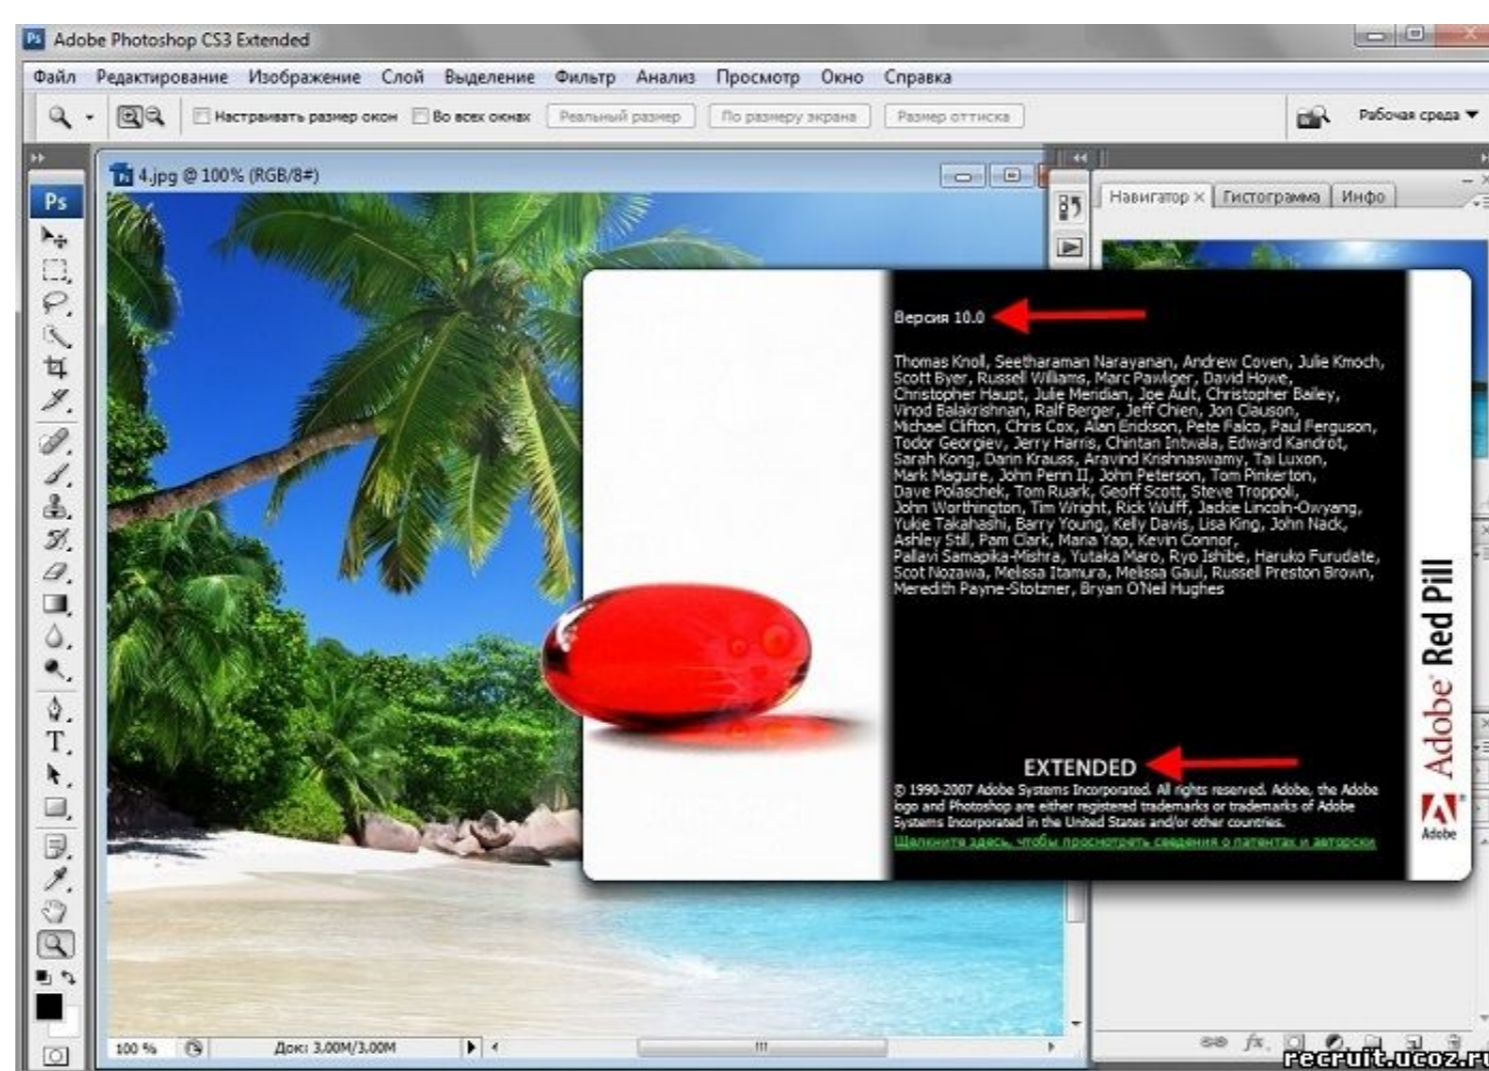 Adobe Photoshop CS3 Extended
Файл Редактирование Изображение Слой Выделение Фильтр Анализ Просмотр Окно Справка
Настраивать размер окон Во всех окнах Реальный размер По размеру экрана Размер оттиска Рабочая среда
Ps
4.jpg @ 100% (RGB/8#)
Навигатор × Гистограмма Инфо
Версия 10.0
Thomas Knoll, Seetharaman Narayanan, Andrew Coven, Julie Kmoch,
Scott Byer, Russell Williams, Marc Pawliger, David Howe,
Christopher Haupt, Julie Meridian, Joe Ault, Christopher Bailey,
Vinod Balakrishnan, Ralf Berger, Jeff Chien, Jon Clauson,
Michael Clifton, Chris Cox, Alan Erickson, Pete Falco, Paul Ferguson,
Todor Georgiev, Jerry Harris, Chintan Intwala, Edward Kandrot,
Sarah Kong, Darin Krauss, Aravind Krishnaswamy, Tai Luxon,
Mark Maguire, John Penn II, John Peterson, Tom Pinkerton,
Dave Polaschek, Tom Ruark, Geoff Scott, Steve Troppoli,
John Worthington, Tim Wright, Rick Wulff, Jackie Lincoln-Owyang,
Yukie Takahashi, Barry Young, Kelly Davis, Lisa King, John Nack,
Ashley Still, Pam Clark, Maria Yap, Kevin Connor,
Pallavi Samapika-Mishra, Yutaka Maro, Ryo Ishibe, Haruko Furudate,
Scot Nozawa, Melissa Itamura, Melissa Gaul, Russell Preston Brown,
Meredith Payne-Stotzner, Bryan O'Neil Hughes
EXTENDED
© 1990-2007 Adobe Systems Incorporated. All rights reserved. Adobe, the Adobe
logo and Photoshop are either registered trademarks or trademarks of Adobe
Systems Incorporated in the United States and/or other countries.
Щелкните здесь, чтобы просмотреть сведения о патентах и авторски
Adobe® Red Pill
Adobe
100 % Док: 3,00M/3,00M
recruit.ucoz.ru